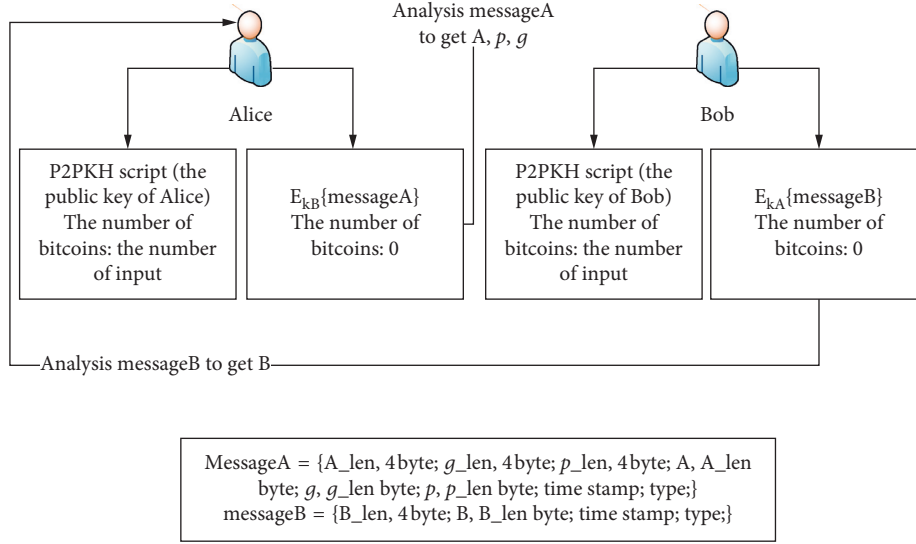 Analysis messageA
to get A, p, g
Alice
Bob
P2PKH script (the
public key of Alice)
The number of
bitcoins: the number
of input
E_kB{messageA}
The number of
bitcoins: 0
P2PKH script (the
public key of Bob)
The number of
bitcoins: the number
of input
E_kA{messageB}
The number of
bitcoins: 0
Analysis messageB to get B
MessageA = {A_len, 4 byte; g_len, 4 byte; p_len, 4 byte; A, A_len
byte; g, g_len byte; p, p_len byte; time stamp; type;}
messageB = {B_len, 4 byte; B, B_len byte; time stamp; type;}